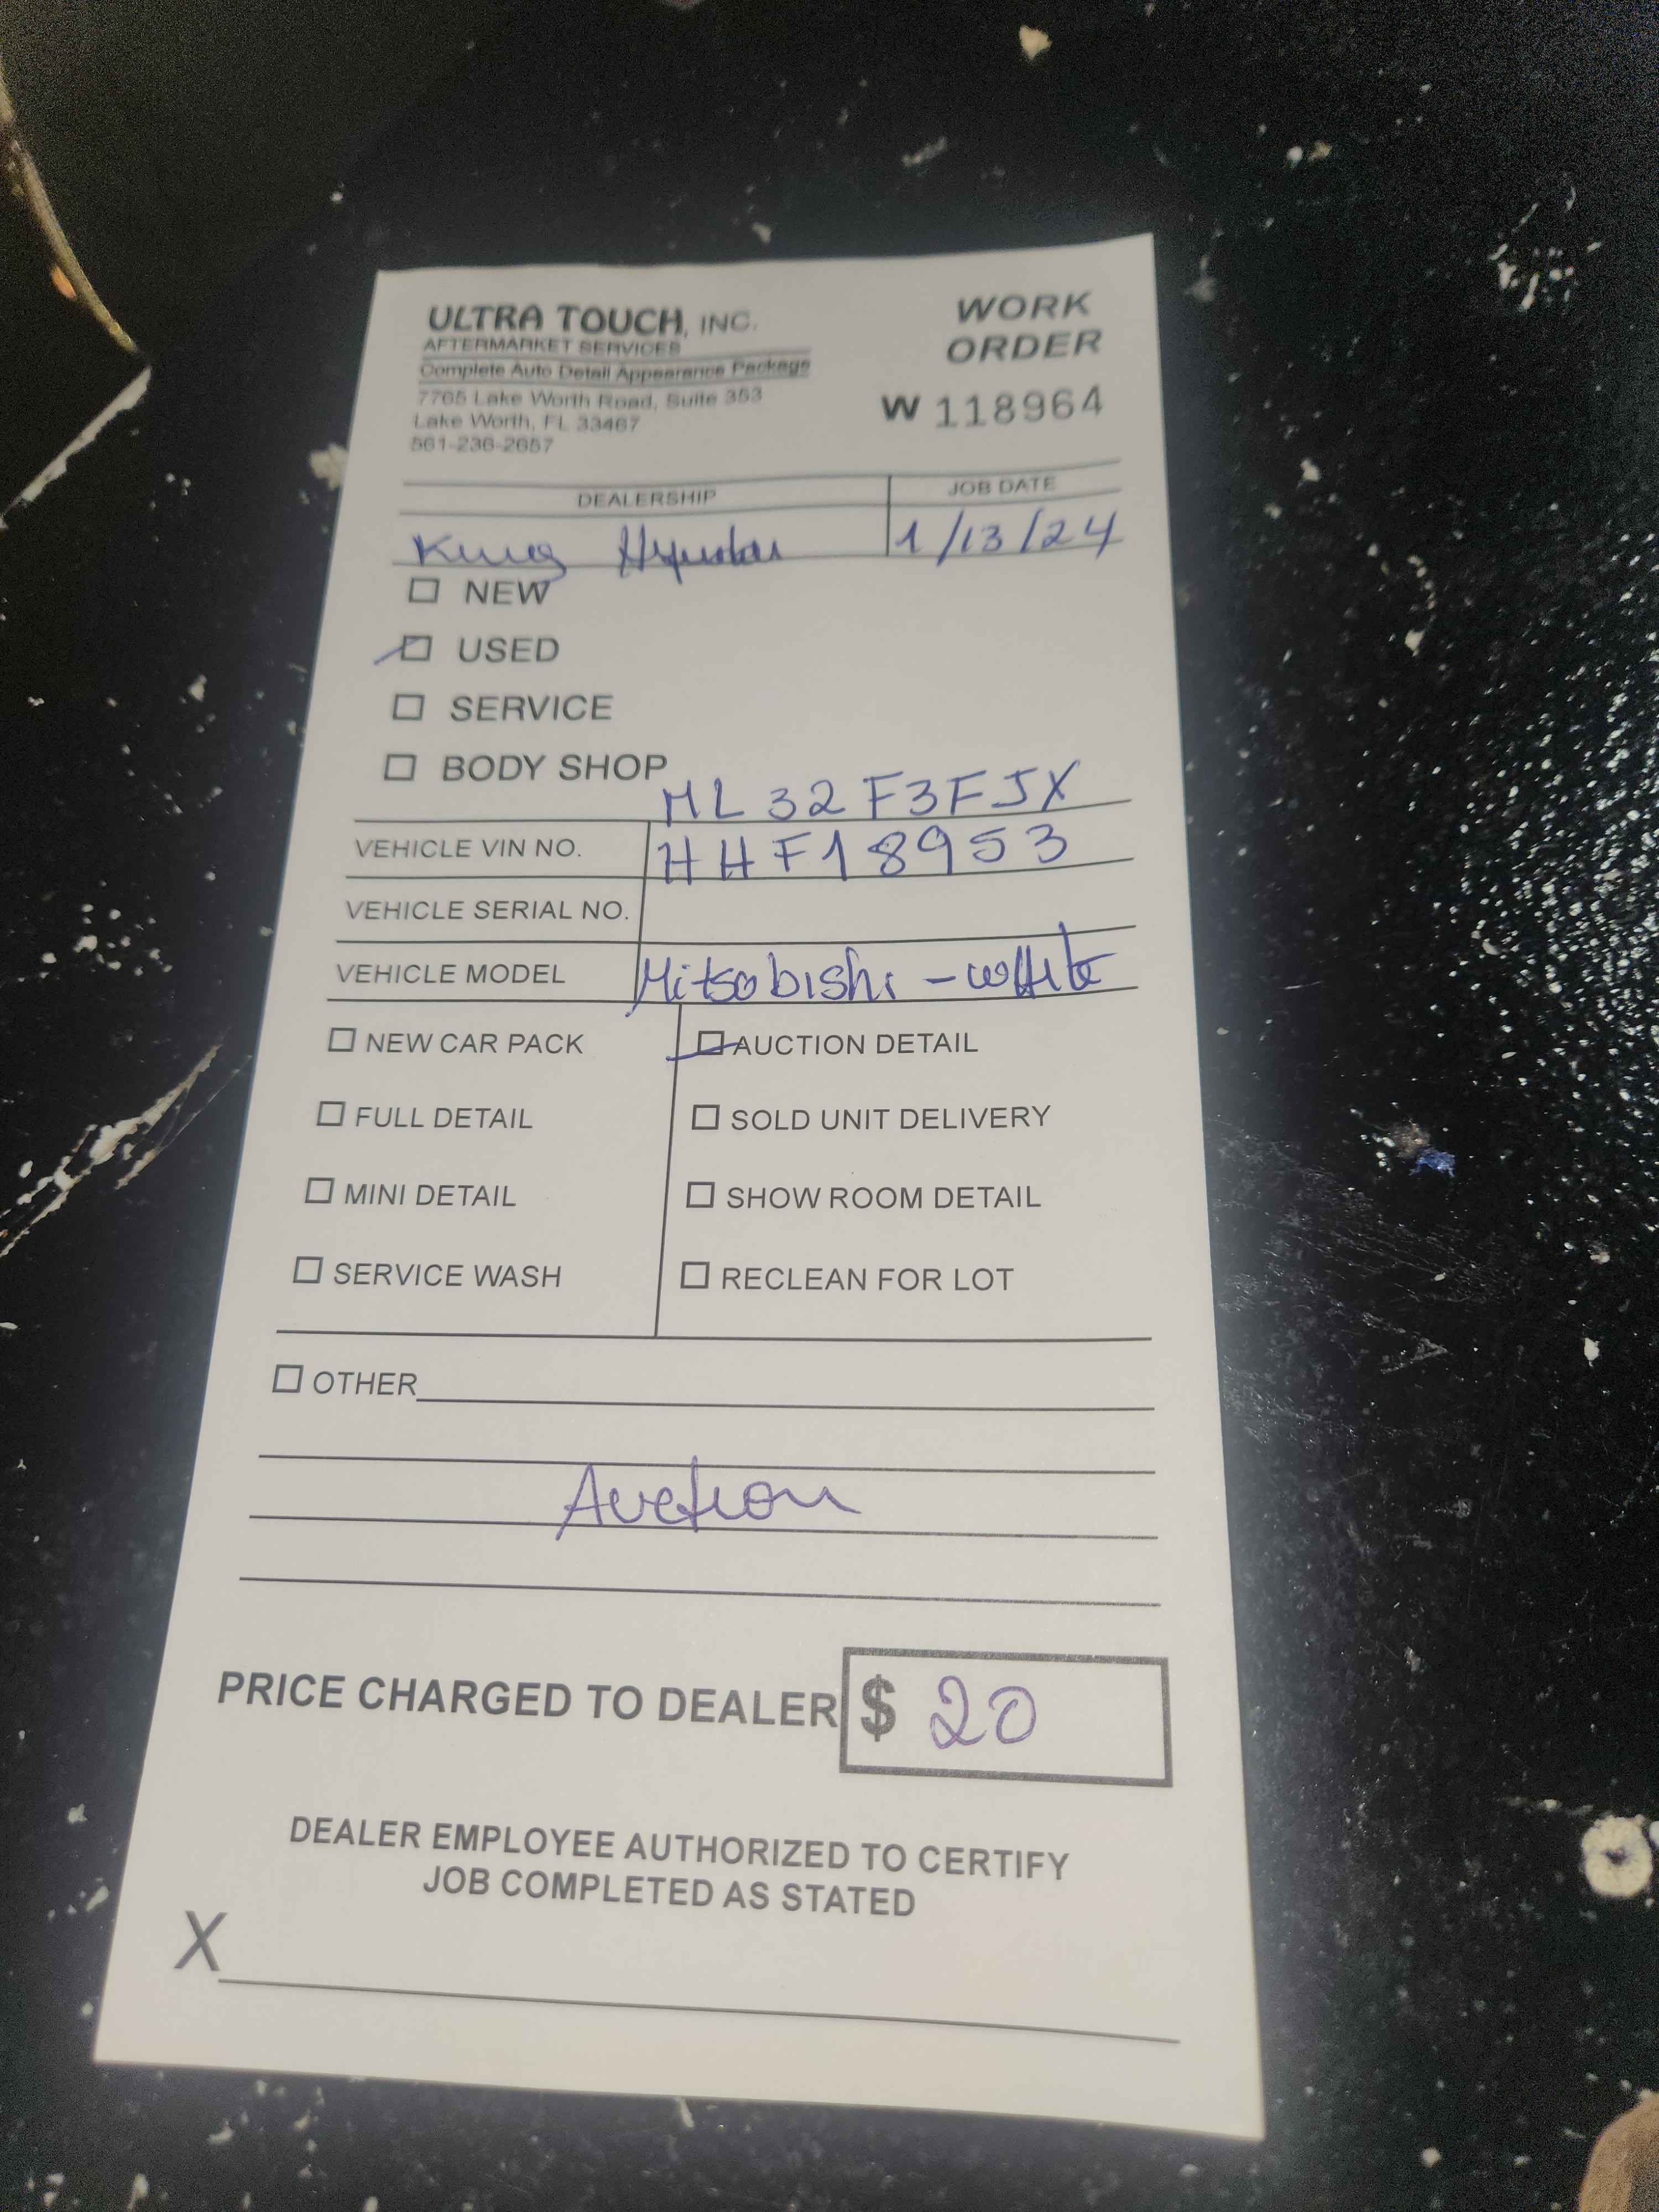 ULTRA TOUCH, INC.
AFTERMARKET SERVICES
Complete Auto Detail Appearance Package
7765 Lake Worth Road, Suite 353
Lake Worth, FL 33467
561-236-2657
WORK
ORDER
W 118964
DEALERSHIP
JOB DATE
King Hyundai
1/13/24
NEW
USED
SERVICE
BODY SHOP
ML32F3FJX
VEHICLE VIN NO. HHF18953
VEHICLE SERIAL NO.
VEHICLE MODEL Mitsobishi - white
NEW CAR PACK
AUCTION DETAIL
FULL DETAIL
SOLD UNIT DELIVERY
MINI DETAIL
SHOW ROOM DETAIL
SERVICE WASH
RECLEAN FOR LOT
OTHER
Auction
PRICE CHARGED TO DEALER $ 20
DEALER EMPLOYEE AUTHORIZED TO CERTIFY
JOB COMPLETED AS STATED
X